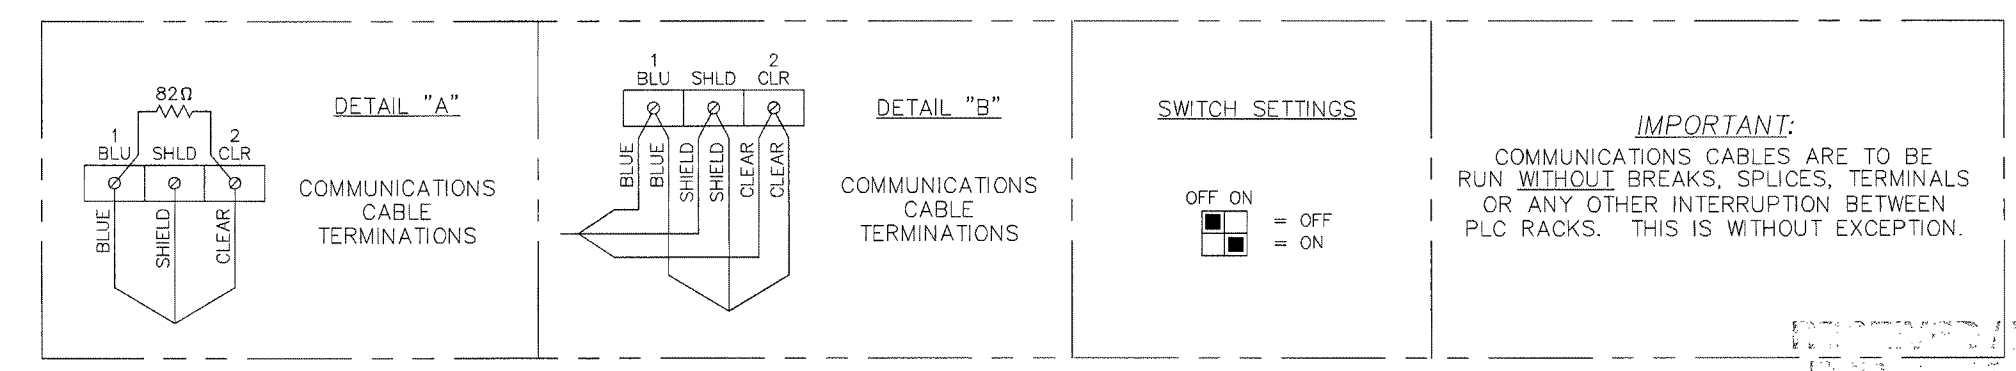 82Ω
1
BLU SHLD
2
CLR
BLUE
SHIELD
CLEAR
DETAIL "A"
COMMUNICATIONS
CABLE
TERMINATIONS
1
BLU SHLD
2
CLR
BLUE
BLUE
SHIELD
SHIELD
CLEAR
CLEAR
DETAIL "B"
COMMUNICATIONS
CABLE
TERMINATIONS
SWITCH SETTINGS
OFF ON
= OFF
= ON
IMPORTANT:
COMMUNICATIONS CABLES ARE TO BE
RUN WITHOUT BREAKS, SPLICES, TERMINALS
OR ANY OTHER INTERRUPTION BETWEEN
PLC RACKS. THIS IS WITHOUT EXCEPTION.